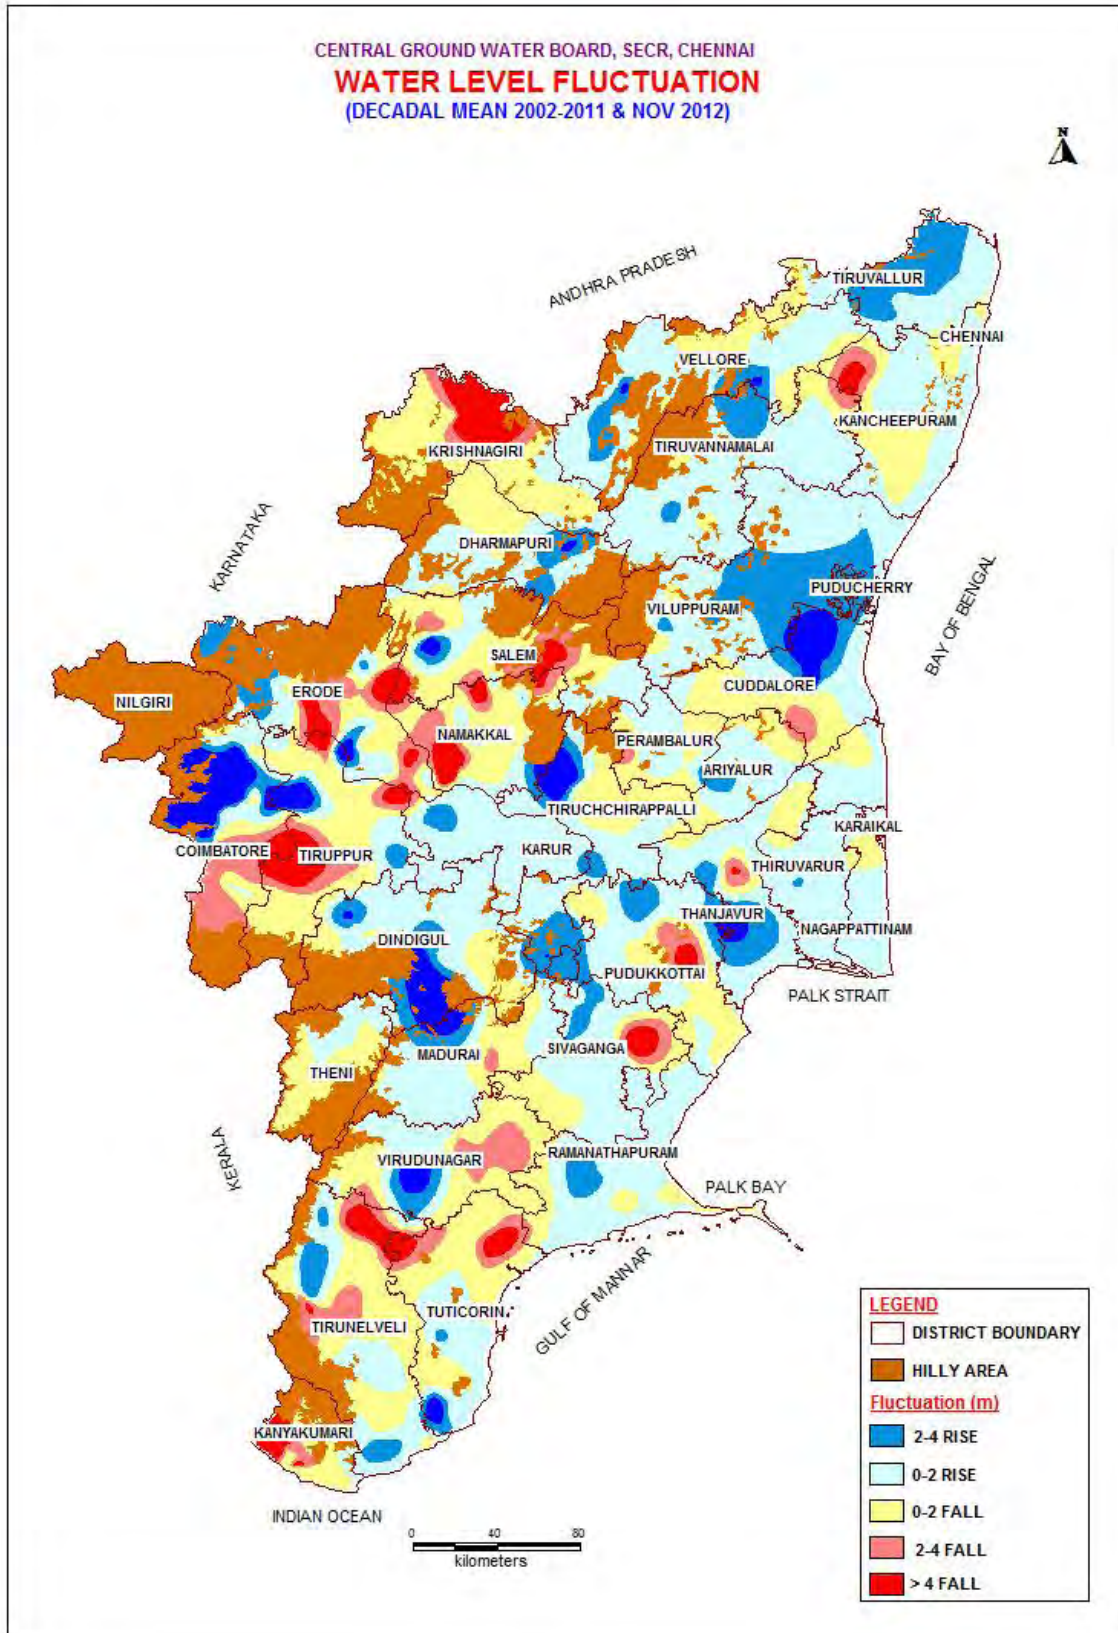 CENTRAL GROUND WATER BOARD, SECR, CHENNAI
WATER LEVEL FLUCTUATION
(DECADAL MEAN 2002-2011 & NOV 2012)
N
ANDHRA PRADESH
TIRUVALLUR
CHENNAI
VELLORE
KANCHEEPURAM
KRISHNAGIRI
TIRUVANNAMALAI
KARNATAKA
DHARMAPURI
PUDUCHERRY
VILUPPURAM
BAY OF BENGAL
SALEM
CUDDALORE
NILGIRI
ERODE
NAMAKKAL
PERAMBALUR
ARIYALUR
TIRUCHCHIRAPPALLI
KARAIKAL
COIMBATORE
TIRUPPUR
KARUR
THIRUVARUR
THANJAVUR
NAGAPPATTINAM
DINDIGUL
PUDUKKOTTAI
PALK STRAIT
MADURAI
SIVAGANGA
THENI
KERALA
VIRUDUNAGAR
RAMANATHAPURAM
PALK BAY
GULF OF MANNAR
TUTICORIN
TIRUNELVELI
KANYAKUMARI
INDIAN OCEAN
0 40 80
kilometers
LEGEND
DISTRICT BOUNDARY
HILLY AREA
Fluctuation (m)
2-4 RISE
0-2 RISE
0-2 FALL
2-4 FALL
> 4 FALL